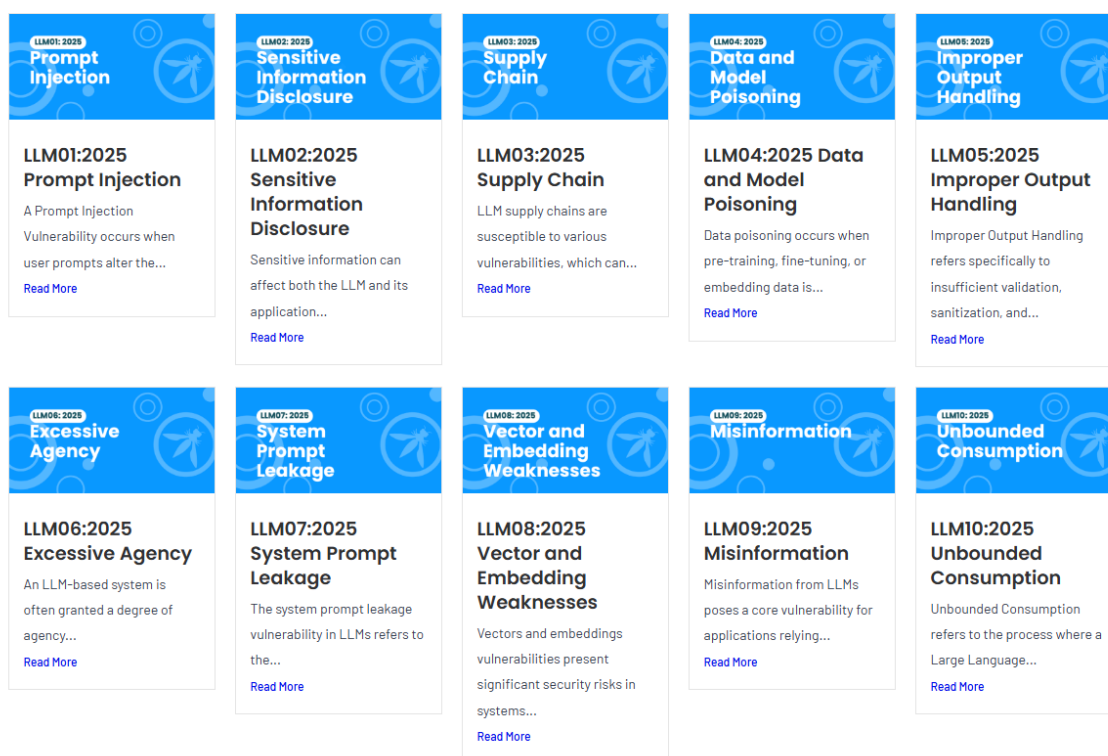 LLM01: 2025
Prompt
Injection
LLM01:2025
Prompt Injection
A Prompt Injection
Vulnerability occurs when
user prompts alter the...
Read More
LLM02: 2025
Sensitive
Information
Disclosure
LLM02:2025
Sensitive
Information
Disclosure
Sensitive information can
affect both the LLM and its
application...
Read More
LLM03: 2025
Supply
Chain
LLM03:2025
Supply Chain
LLM supply chains are
susceptible to various
vulnerabilities, which can...
Read More
LLM04: 2025
Data and
Model
Poisoning
LLM04:2025 Data
and Model
Poisoning
Data poisoning occurs when
pre-training, fine-tuning, or
embedding data is...
Read More
LLM05: 2025
Improper
Output
Handling
LLM05:2025
Improper Output
Handling
Improper Output Handling
refers specifically to
insufficient validation,
sanitization, and...
Read More
LLM06: 2025
Excessive
Agency
LLM06:2025
Excessive Agency
An LLM-based system is
often granted a degree of
agency...
Read More
LLM07: 2025
System
Prompt
Leakage
LLM07:2025
System Prompt
Leakage
The system prompt leakage
vulnerability in LLMs refers to
the...
Read More
LLM08: 2025
Vector and
Embedding
Weaknesses
LLM08:2025
Vector and
Embedding
Weaknesses
Vectors and embeddings
vulnerabilities present
significant security risks in
systems...
Read More
LLM09: 2025
Misinformation
LLM09:2025
Misinformation
Misinformation from LLMs
poses a core vulnerability for
applications relying...
Read More
LLM10: 2025
Unbounded
Consumption
LLM10:2025
Unbounded
Consumption
Unbounded Consumption
refers to the process where a
Large Language...
Read More